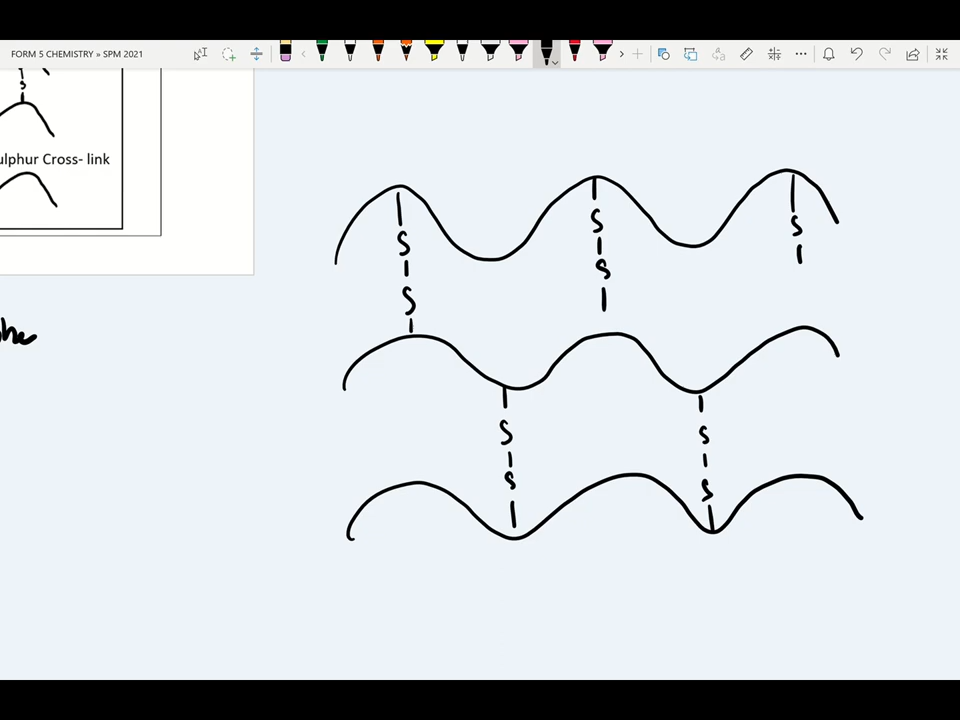 FORM 5 CHEMISTRY » SPM 2021
S
ulphur Cross- link
S S S
S S
S S
S S